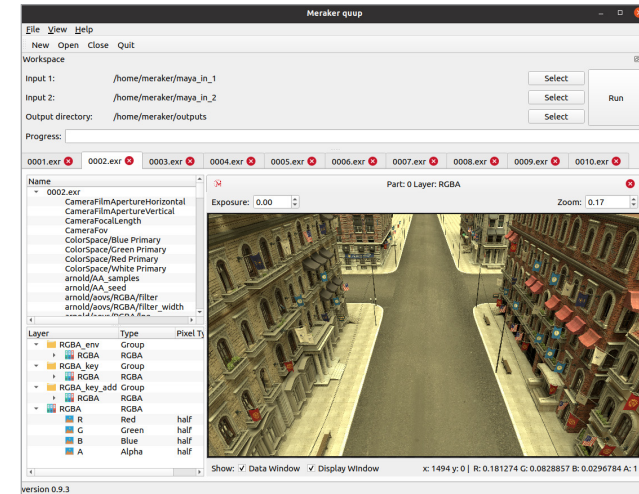 Meraker quup
File View Help
New Open Close Quit
Workspace
Input 1: /home/meraker/maya_in_1 Select
Input 2: /home/meraker/maya_in_2 Select
Run
Output directory: /home/meraker/outputs Select
Progress:
0001.exr 0002.exr 0003.exr 0004.exr 0005.exr 0006.exr 0007.exr 0008.exr 0009.exr 0010.exr
Name
0002.exr
CameraFilmApertureHorizontal
CameraFilmApertureVertical
CameraFocalLength
CameraFov
ColorSpace/Blue Primary
ColorSpace/Green Primary
ColorSpace/Red Primary
ColorSpace/White Primary
arnold/AA_samples
arnold/AA_seed
arnold/aovs/RGBA/filter
arnold/aovs/RGBA/filter_width
Layer Type Pixel Ty
RGBA_env Group
RGBA RGBA
RGBA_key Group
RGBA RGBA
RGBA_key_add Group
RGBA RGBA
RGBA RGBA
R Red half
G Green half
B Blue half
A Alpha half
Part: 0 Layer: RGBA
Exposure: 0.00 Zoom: 0.17
Show: Data Window Display WIndow x: 1494 y: 0 | R: 0.181274 G: 0.0828857 B: 0.0296784 A: 1
version 0.9.3